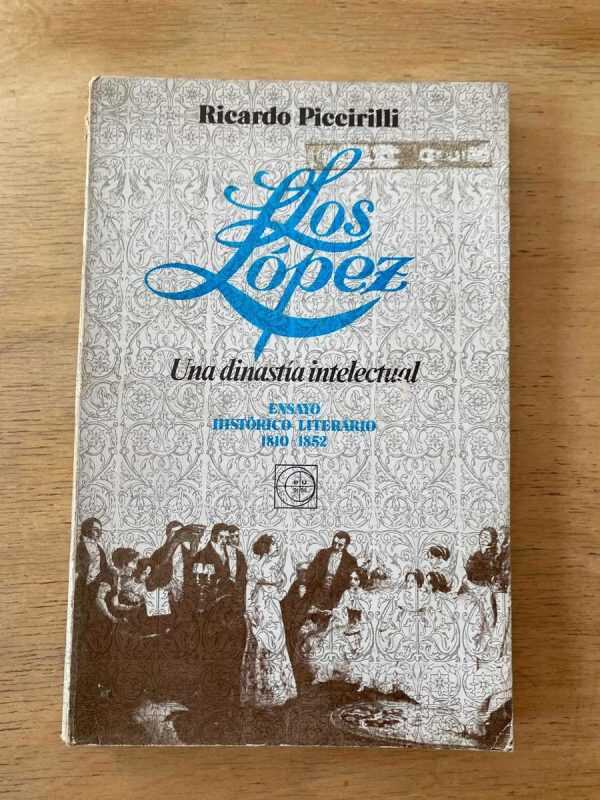 Ricardo Piccirilli
Los
López
Una dinastía intelectual
ENSAYO
HISTÓRICO LITERARIO
1810 1852